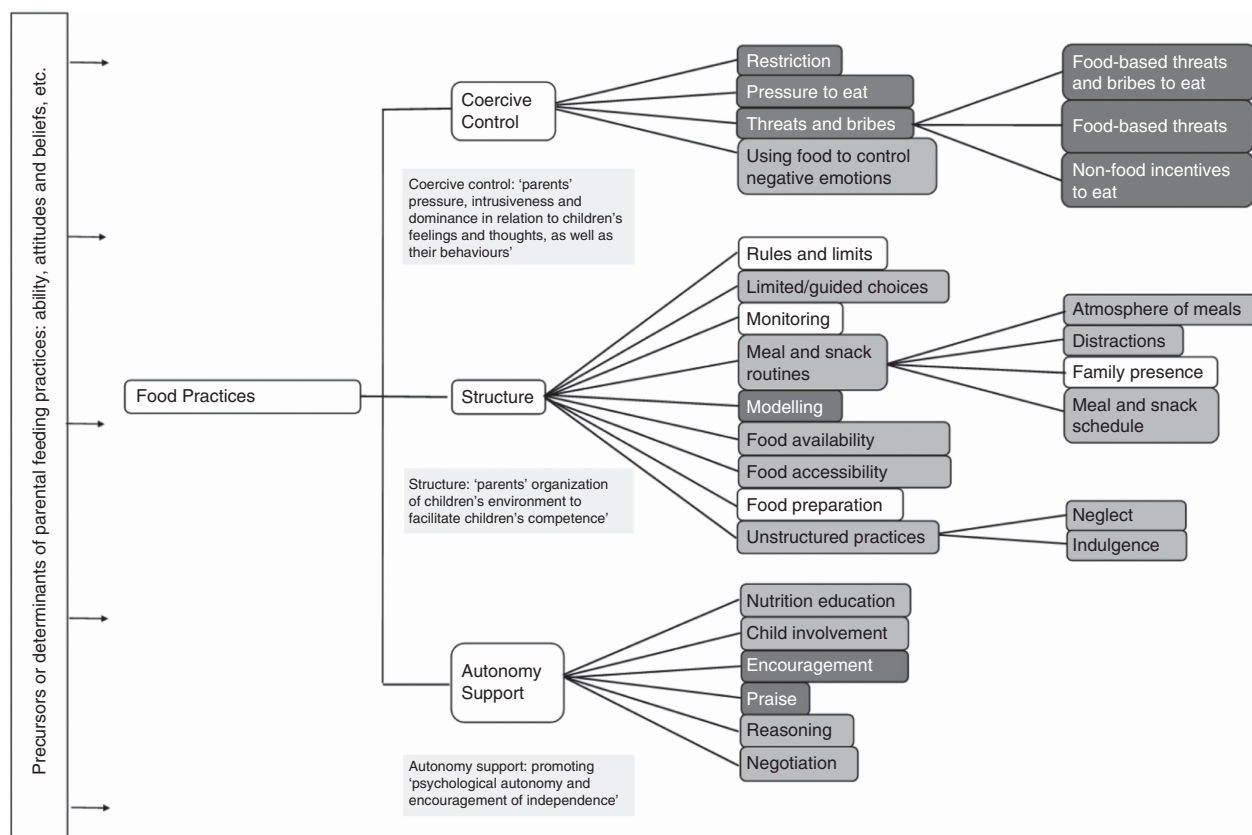 Precursors or determinants of parental feeding practices: ability, attitudes and beliefs, etc.
Food Practices
Coercive
Control
Coercive control: ‘parents’
pressure, intrusiveness and
dominance in relation to children’s
feelings and thoughts, as well as
their behaviours’
Restriction
Pressure to eat
Threats and bribes
Using food to control
negative emotions
Food-based threats
and bribes to eat
Food-based threats
Non-food incentives
to eat
Structure
Structure: ‘parents’ organization
of children’s environment to
facilitate children’s competence’
Rules and limits
Limited/guided choices
Monitoring
Meal and snack
routines
Modelling
Food availability
Food accessibility
Food preparation
Unstructured practices
Atmosphere of meals
Distractions
Family presence
Meal and snack
schedule
Neglect
Indulgence
Autonomy
Support
Autonomy support: promoting
‘psychological autonomy and
encouragement of independence’
Nutrition education
Child involvement
Encouragement
Praise
Reasoning
Negotiation